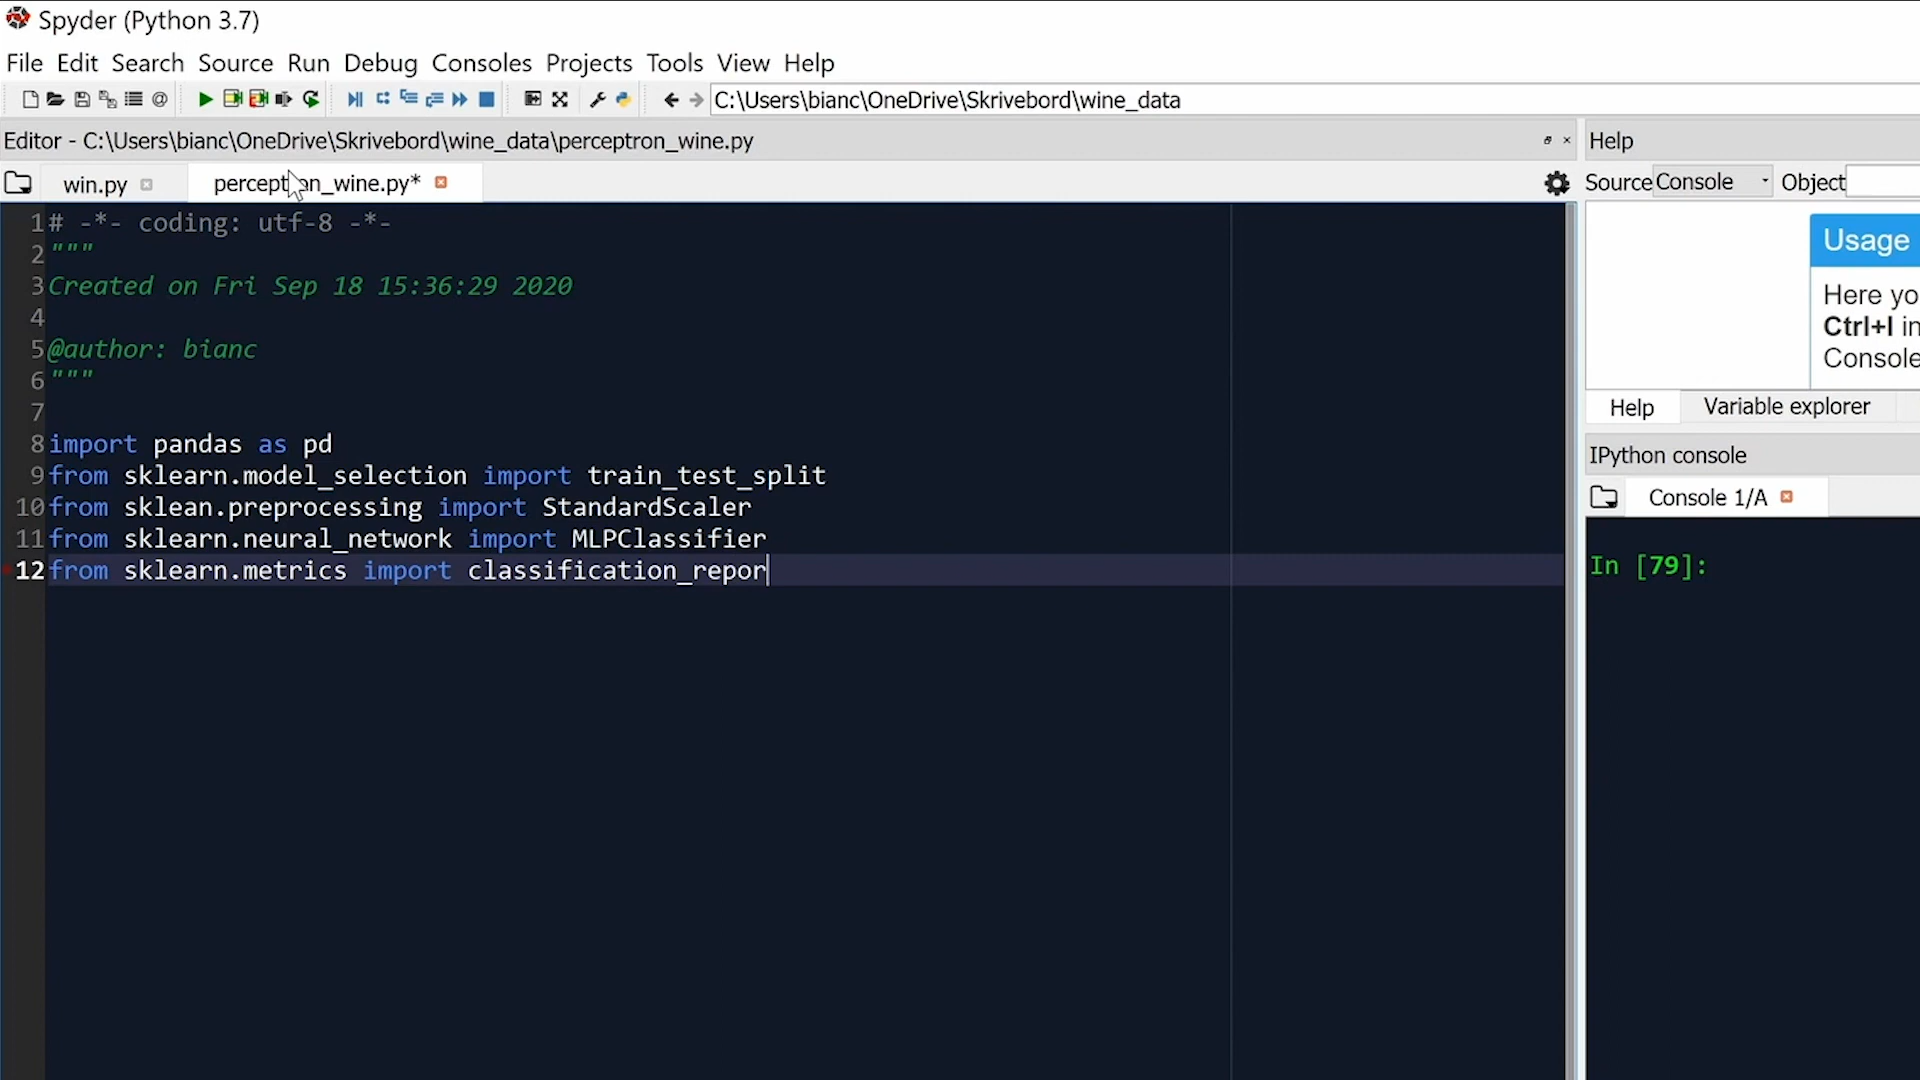 Spyder (Python 3.7)
File Edit Search Source Run Debug Consoles Projects Tools View Help
C:\Users\bianc\OneDrive\Skrivebord\wine_data
Editor - C:\Users\bianc\OneDrive\Skrivebord\wine_data\perceptron_wine.py
Help
win.py
perceptron_wine.py*
Source Console Object
1 # -*- coding: utf-8 -*-
2 """
3 Created on Fri Sep 18 15:36:29 2020
4
5 @author: bianc
6 """
7
8 import pandas as pd
9 from sklearn.model_selection import train_test_split
10 from sklean.preprocessing import StandardScaler
11 from sklearn.neural_network import MLPClassifier
12 from sklearn.metrics import classification_repor
Usage
Here yo
Ctrl+I in
Console
Help Variable explorer
IPython console
Console 1/A
In [79]: